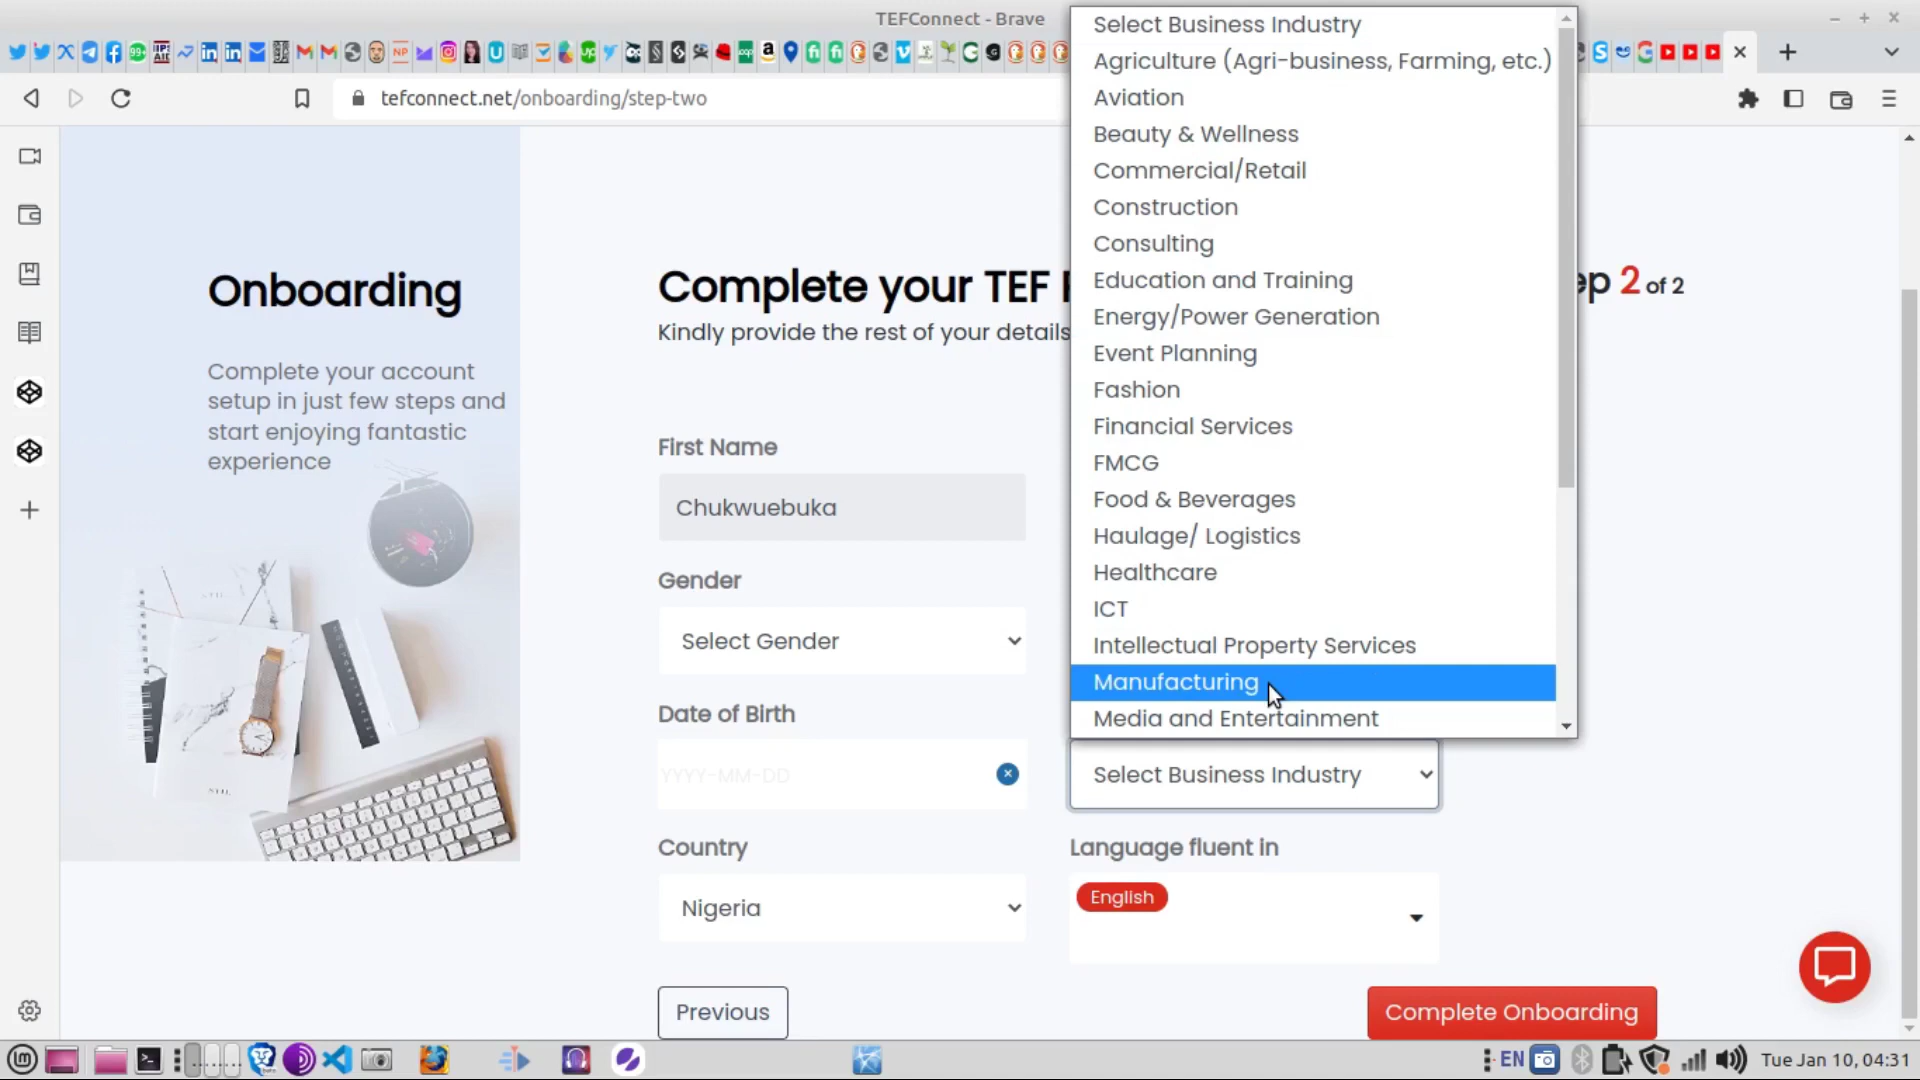 TEFConnect - Brave
tefconnect.net/onboarding/step-two
Onboarding
Complete your account
setup in just few steps and
start enjoying fantastic
experience
Complete your TEF
Kindly provide the rest of your details
2 of 2
First Name
Chukwuebuka
Gender
Select Gender
Date of Birth
YYYY-MM-DD
Country
Nigeria
Select Business Industry
Agriculture (Agri-business, Farming, etc.)
Aviation
Beauty & Wellness
Commercial/Retail
Construction
Consulting
Education and Training
Energy/Power Generation
Event Planning
Fashion
Financial Services
FMCG
Food & Beverages
Haulage/ Logistics
Healthcare
ICT
Intellectual Property Services
Manufacturing
Media and Entertainment
Select Business Industry
Language fluent in
English
Previous
Complete Onboarding
EN
Tue Jan 10, 04:31